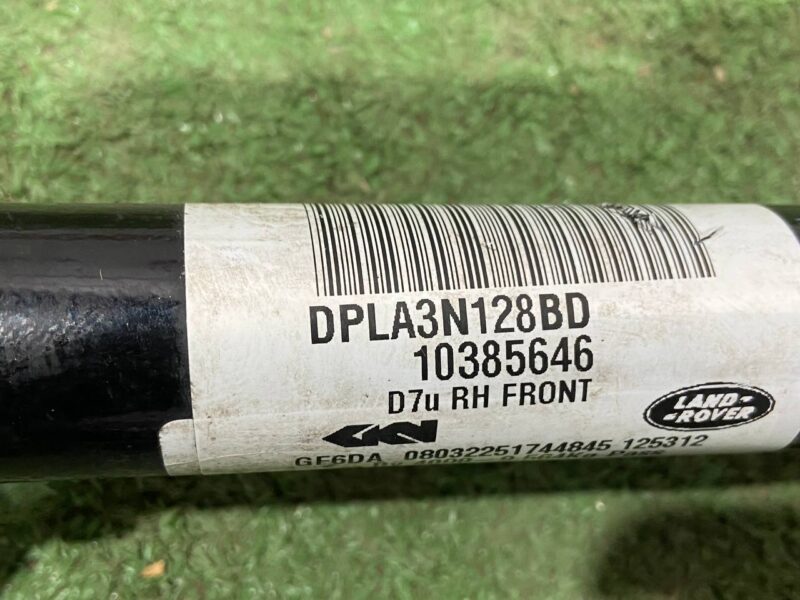 DPLA3N128BD
10385646
D7u RH FRONT
GKN
LAND-
-ROVER
GF6DA 08032251744845 125312